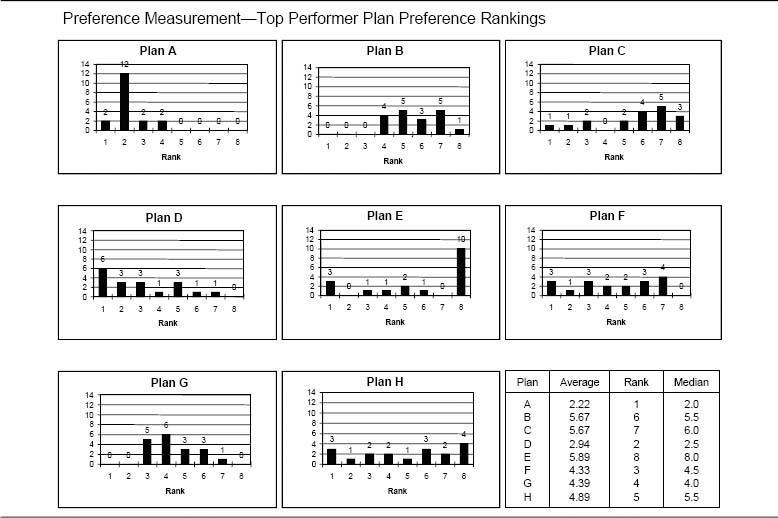 Preference Measurement—Top Performer Plan Preference Rankings
Plan A
14
12
10
8
6
4
2
0
2 12 2 2 0 0 0 0
1 2 3 4 5 6 7 8
Rank
Plan B
14
12
10
8
6
4
2
0
0 0 0 4 5 3 5 1
1 2 3 4 5 6 7 8
Rank
Plan C
14
12
10
8
6
4
2
0
1 1 2 0 2 4 5 3
1 2 3 4 5 6 7 8
Rank
Plan D
14
12
10
8
6
4
2
0
6 3 3 1 3 1 1 0
1 2 3 4 5 6 7 8
Rank
Plan E
14
12
10
8
6
4
2
0
3 0 1 1 2 1 0 10
1 2 3 4 5 6 7 8
Rank
Plan F
14
12
10
8
6
4
2
0
3 1 3 2 2 3 4 0
1 2 3 4 5 6 7 8
Rank
Plan G
14
12
10
8
6
4
2
0
0 0 5 6 3 3 1 0
1 2 3 4 5 6 7 8
Rank
Plan H
14
12
10
8
6
4
2
0
3 1 2 2 1 3 2 4
1 2 3 4 5 6 7 8
Rank
Plan Average Rank Median
A 2.22 1 2.0
B 5.67 6 5.5
C 5.67 7 6.0
D 2.94 2 2.5
E 5.89 8 8.0
F 4.33 3 4.5
G 4.39 4 4.0
H 4.89 5 5.5